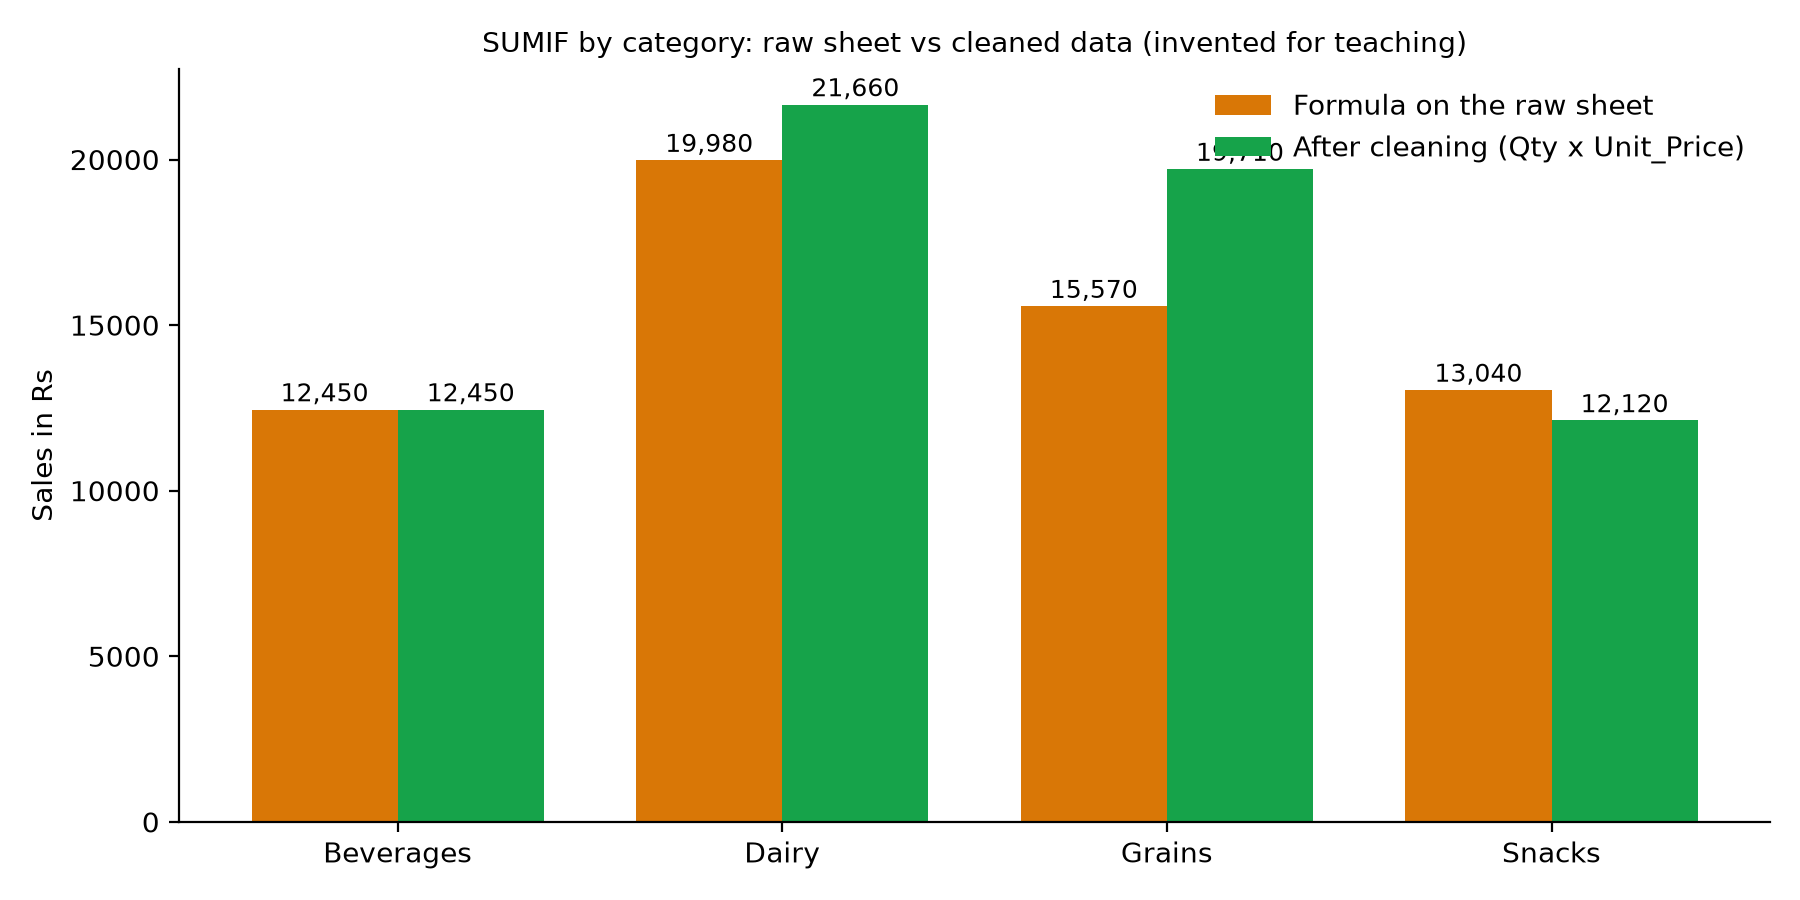 SUMIF by category: raw sheet vs cleaned data (invented for teaching)
Formula on the raw sheet
After cleaning (Qty x Unit_Price)
21,660
19,980
19,710
15,570
13,040
12,120
12,450
12,450
Sales in Rs
20000
15000
10000
5000
0
Beverages
Dairy
Grains
Snacks